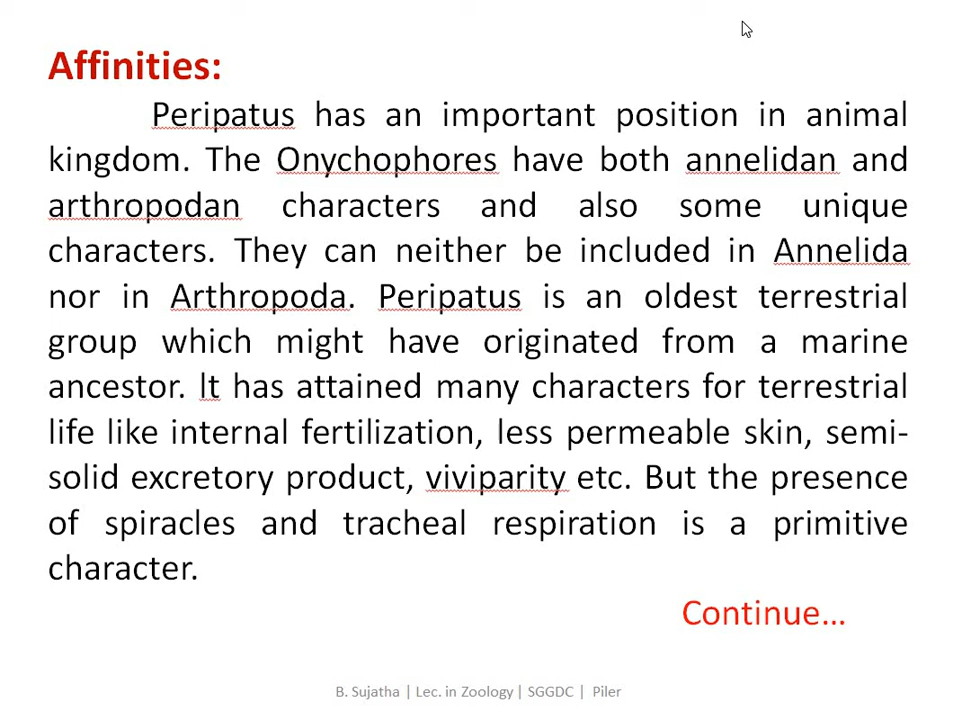 Affinities:
Peripatus has an important position in animal
kingdom. The Onychophores have both annelidan and
arthropodan characters and also some unique
characters. They can neither be included in Annelida
nor in Arthropoda. Peripatus is an oldest terrestrial
group which might have originated from a marine
ancestor. lt has attained many characters for terrestrial
life like internal fertilization, less permeable skin, semi-
solid excretory product, viviparity etc. But the presence
of spiracles and tracheal respiration is a primitive
character.
Continue…
B. Sujatha | Lec. in Zoology | SGGDC | Piler